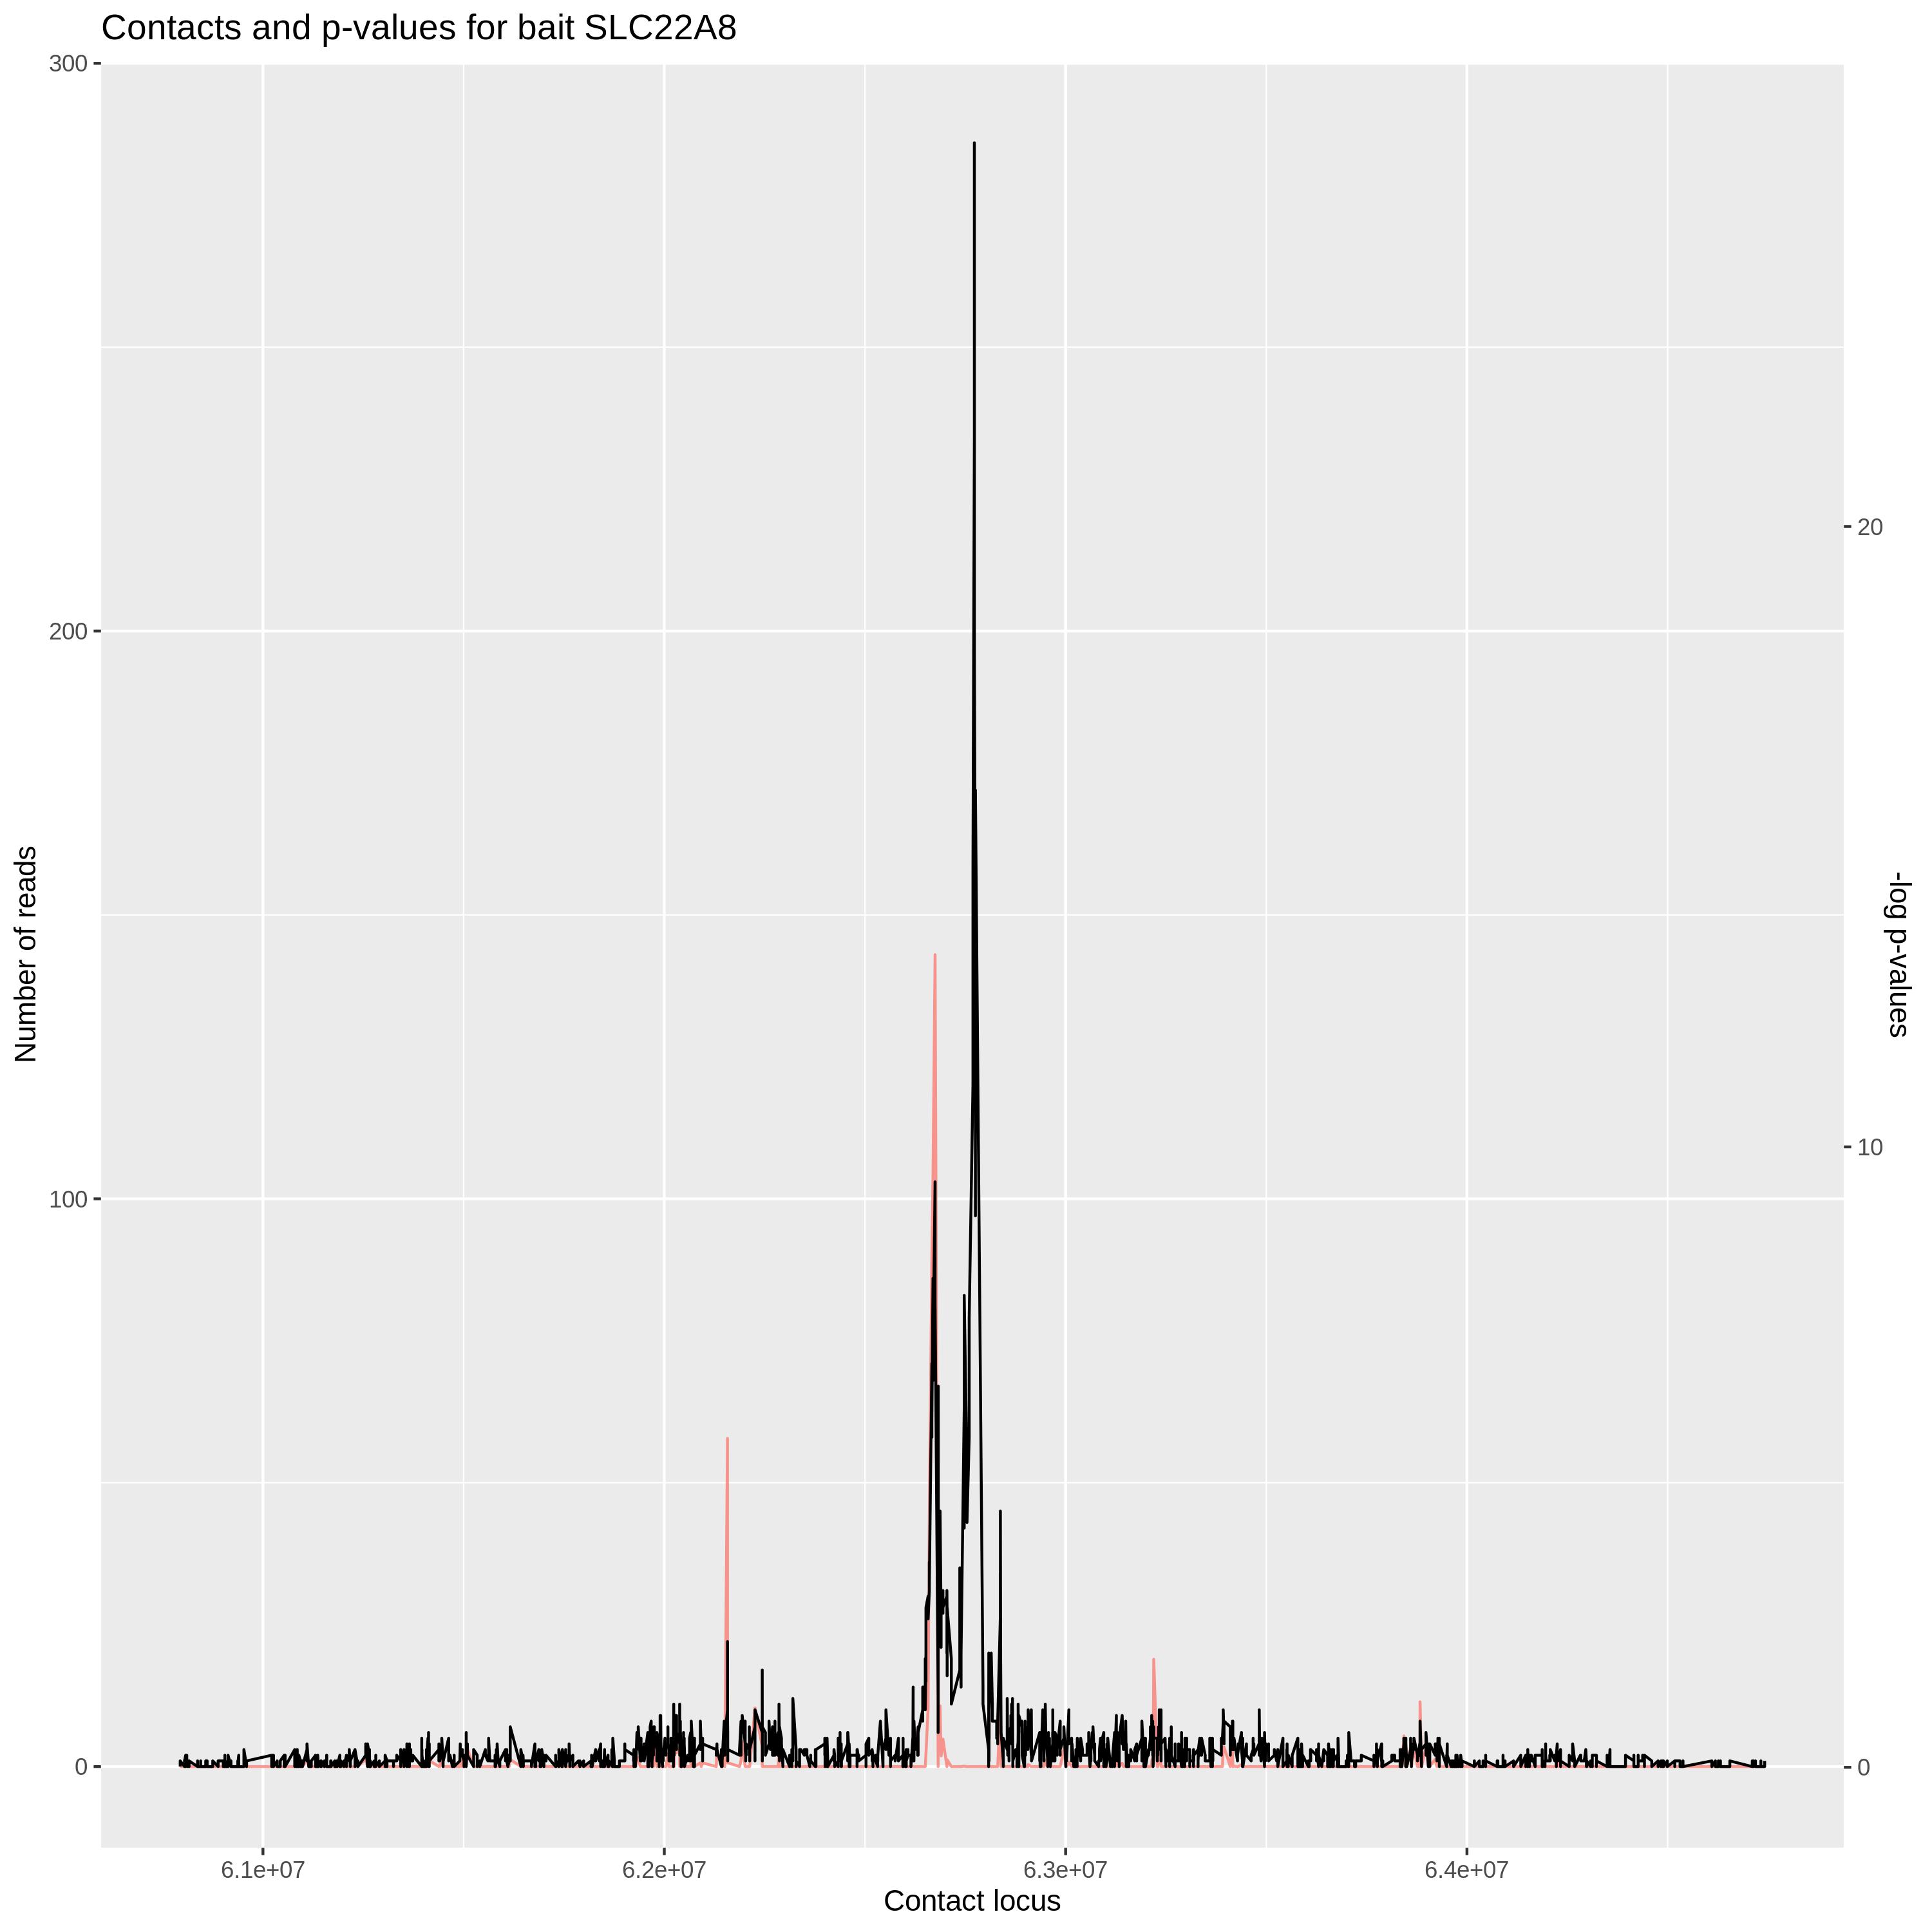 Contacts and p-values for bait SLC22A8
300
200
100
0
Number of reads
20
10
0
-log p-values
6.1e+07
6.2e+07
6.3e+07
6.4e+07
Contact locus